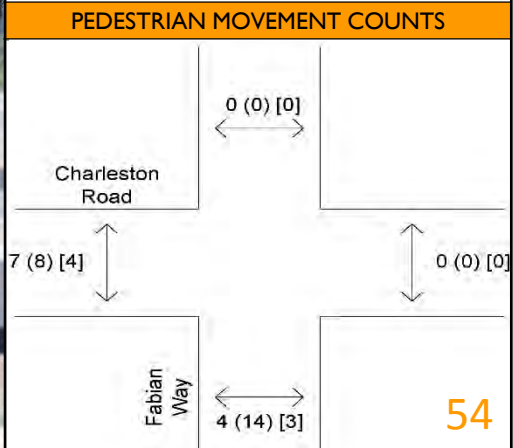 PEDESTRIAN MOVEMENT COUNTS
0 (0) [0]
Charleston
Road
7 (8) [4]
0 (0) [0]
Fabian
Way
4 (14) [3]
54